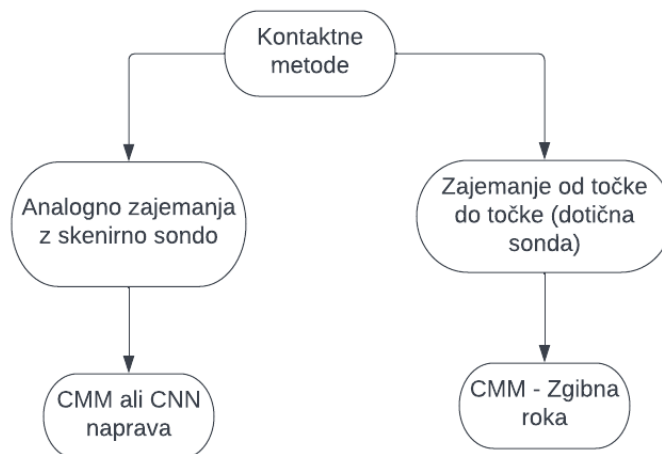 Kontaktne
metode
Analogno zajemanja
z skenirno sondo
Zajemanje od točke
do točke (dotična
sonda)
CMM ali CNN
naprava
CMM - Zgibna
roka